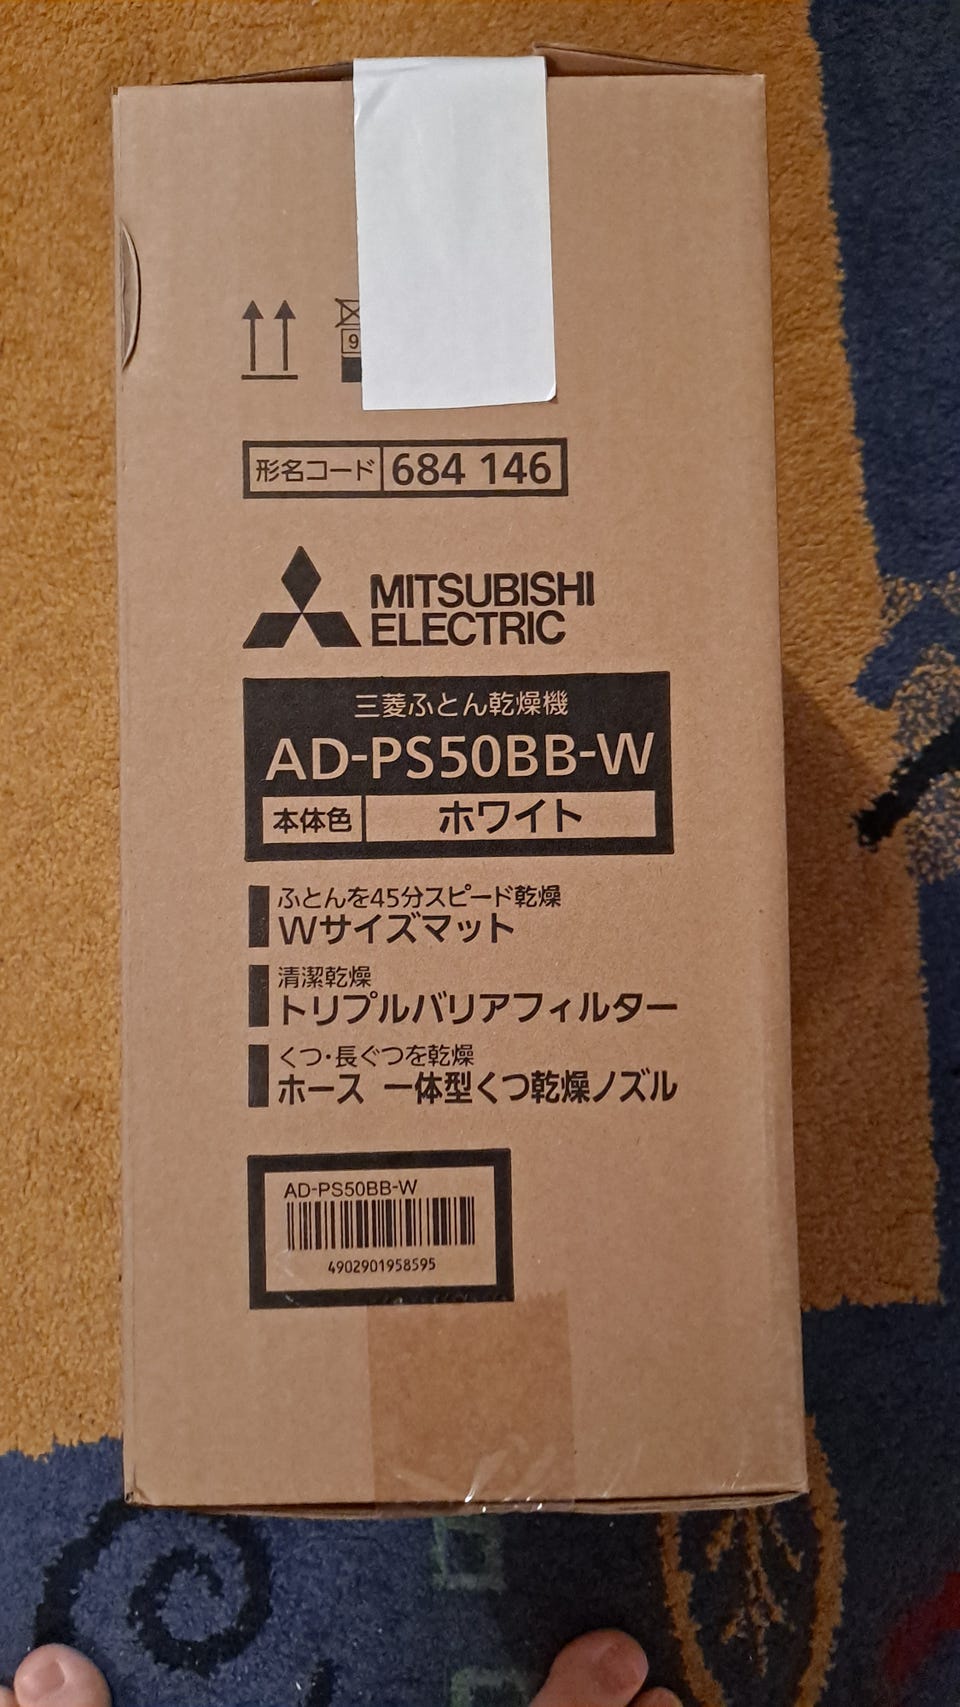 9
形名コード 684 146
MITSUBISHI
ELECTRIC
三菱ふとん乾燥機
AD-PS50BB-W
本体色 ホワイト
ふとんを45分スピード乾燥
Wサイズマット
清潔乾燥
トリプルバリアフィルター
くつ・長ぐつを乾燥
ホース 一体型くつ乾燥ノズル
AD-PS50BB-W
4902901958595